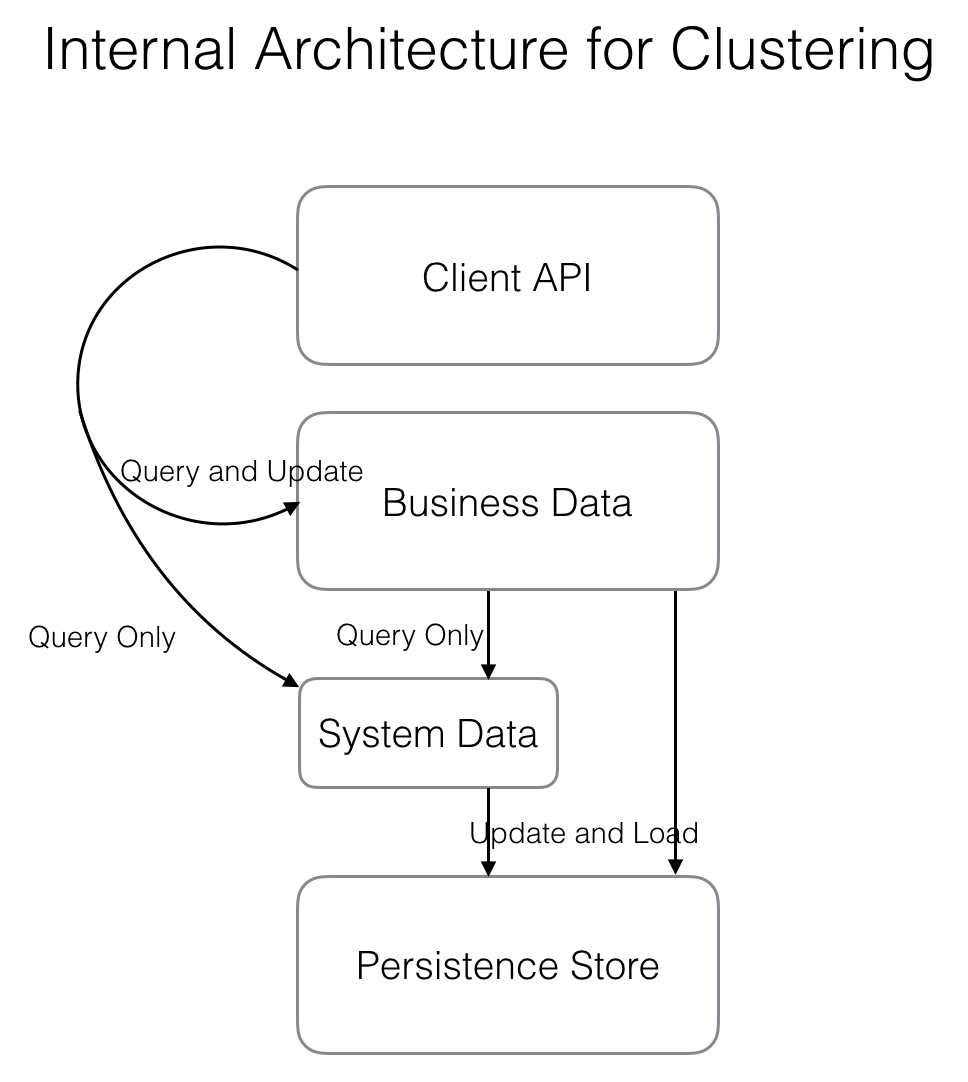 Internal Architecture for Clustering
Client API
Query and Update
Business Data
Query Only
Query Only
System Data
Update and Load
Persistence Store